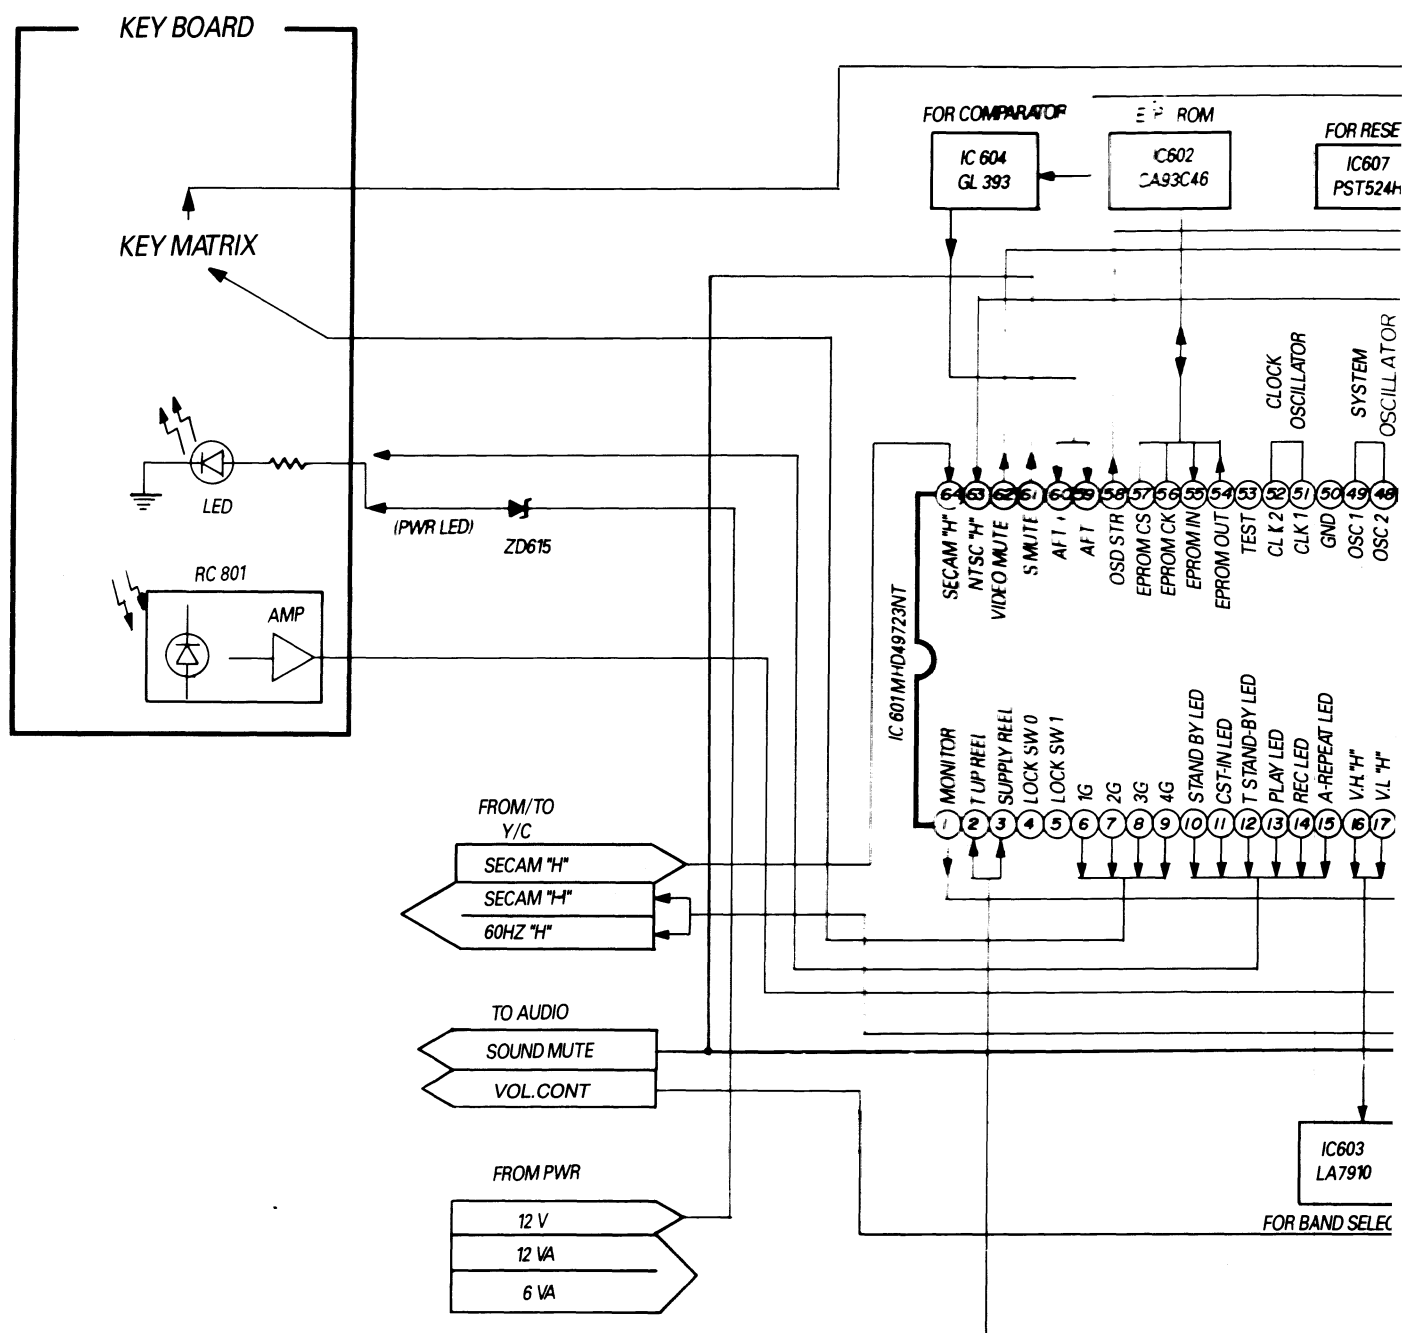 KEY BOARD
KEY MATRIX
LED
(PWR LED)
ZD615
RC 801
AMP
FOR COMPARATOR
IC 604
GL 393
ROM
IC602
CA93C46
FOR RESE
IC607
PST524H
CLOCK
OSCILLATOR
SYSTEM
OSCILLATOR
64 63 62 61 60 59 58 57 56 55 54 53 52 51 50 49 48
SECAM "H"
NTSC "H"
VIDEO MUTE
S MUTE
AFT
AFT
OSD STR
EPROM CS
EPROM CK
EPROM IN
EPROM OUT
TEST
CLK 2
CLK 1
GND
OSC 1
OSC 2
IC 601 MHD49723NT
MONITOR
T UP REEL
SUPPLY REEL
LOCK SW 0
LOCK SW 1
1G
2G
3G
4G
STAND BY LED
CST-IN LED
T STAND-BY LED
PLAY LED
REC LED
A-REPEAT LED
V.H. "H"
V.L "H"
1 2 3 4 5 6 7 8 9 10 11 12 13 14 15 16 17
FROM/TO
Y/C
SECAM "H"
SECAM "H"
60HZ "H"
TO AUDIO
SOUND MUTE
VOL.CONT
FROM PWR
12 V
12 VA
6 VA
IC603
LA7910
FOR BAND SELEC